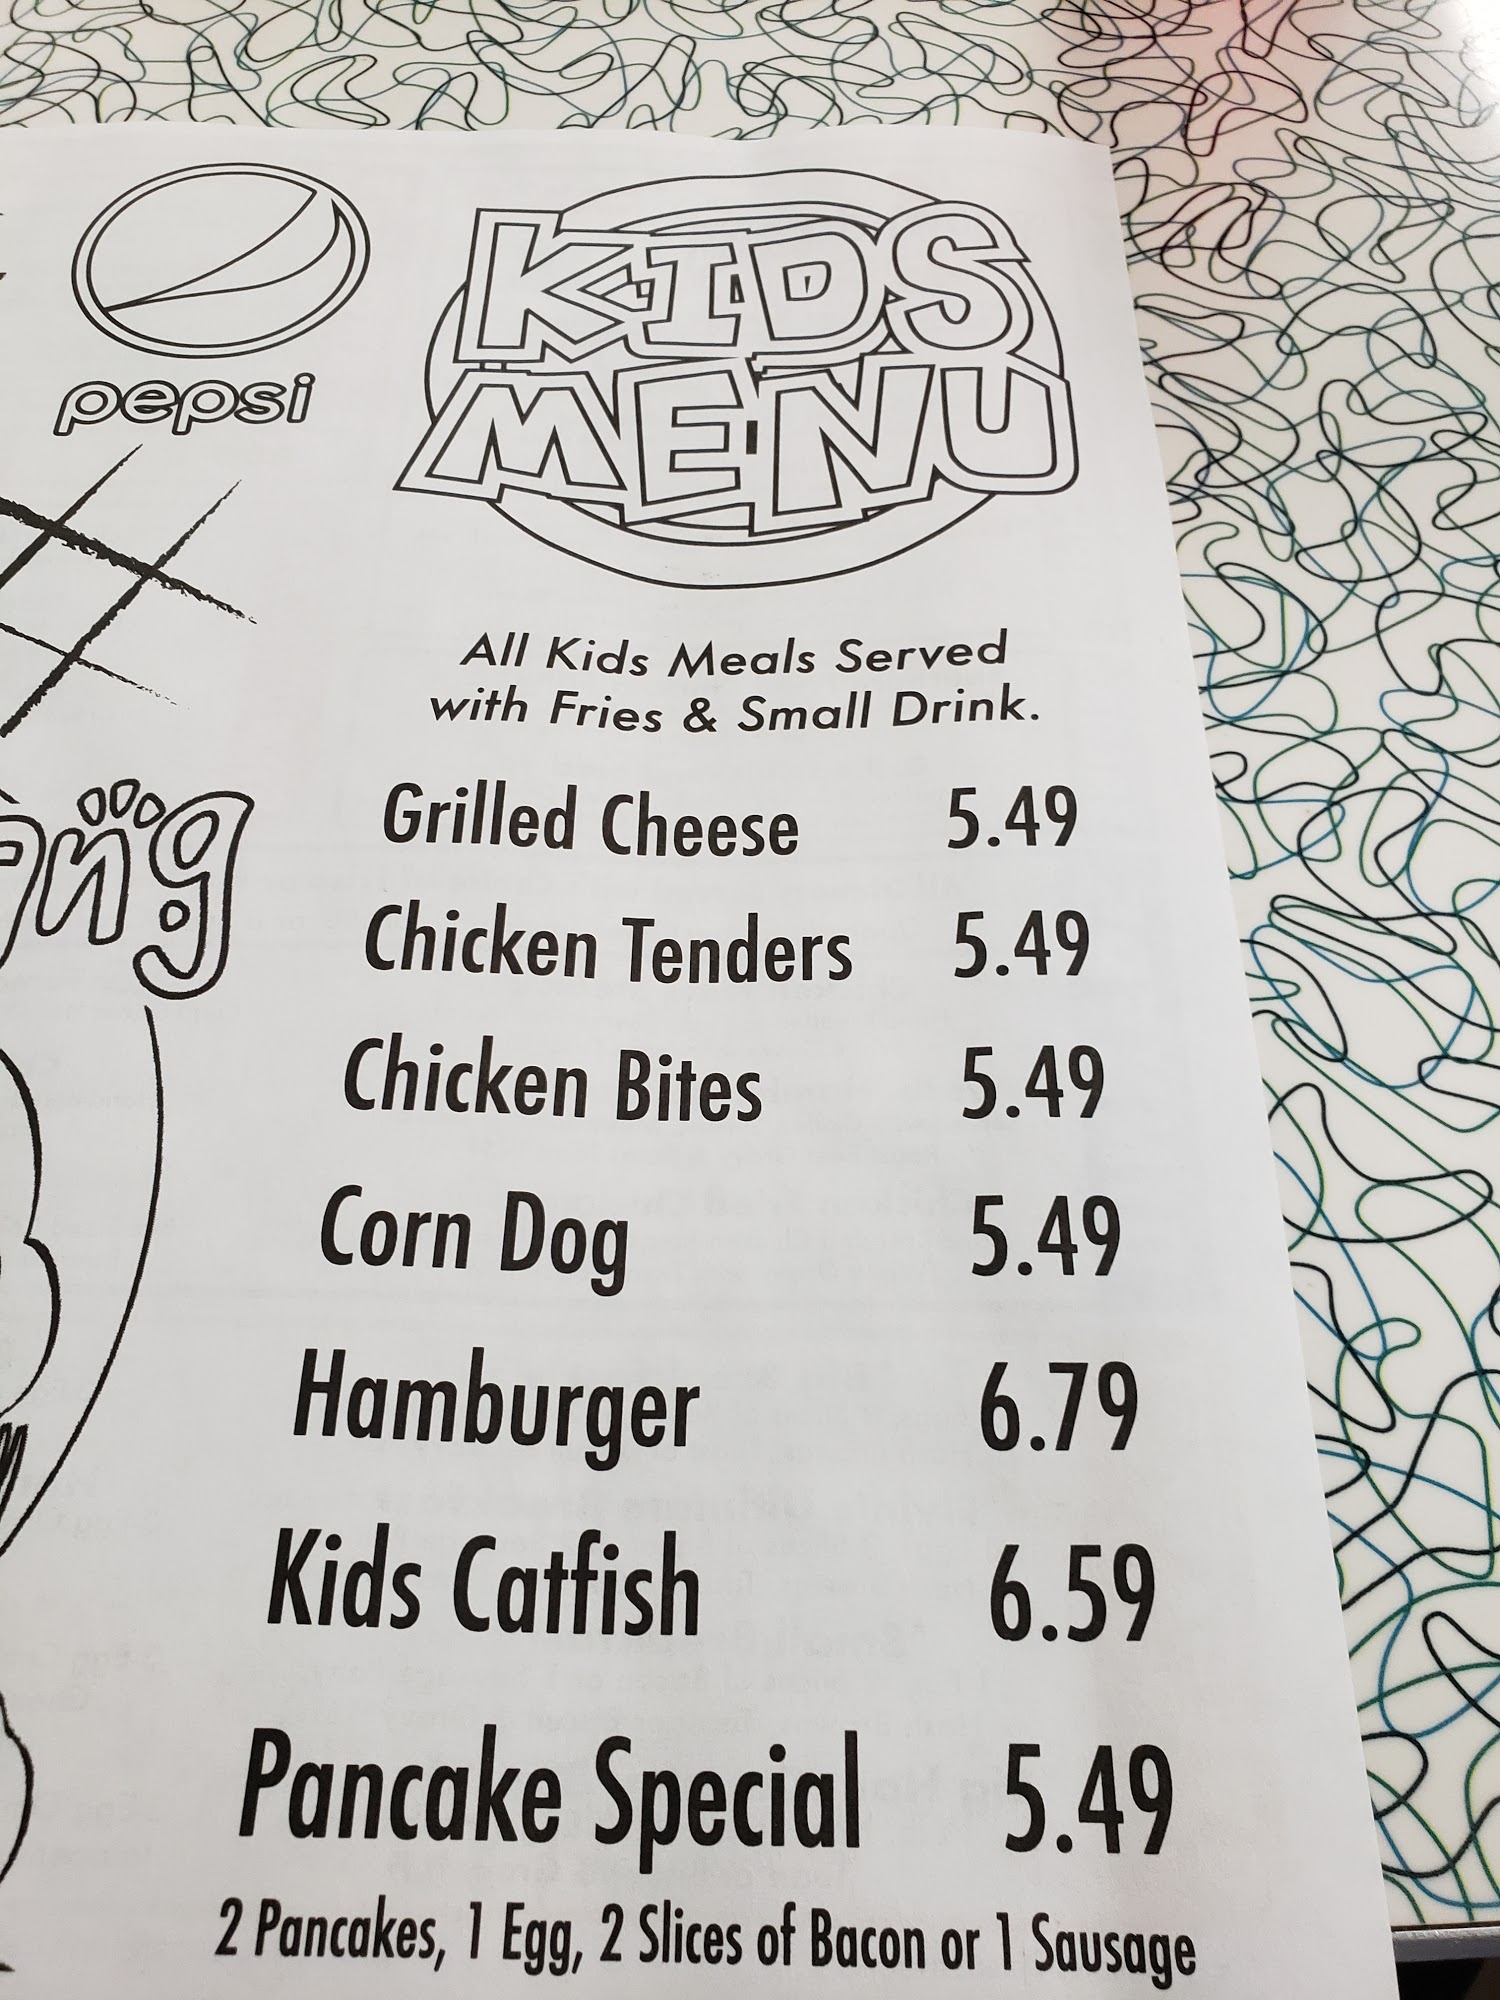 pepsi
KIDS
MENU
All Kids Meals Served
with Fries & Small Drink.
Grilled Cheese 5.49
Chicken Tenders 5.49
Chicken Bites 5.49
Corn Dog 5.49
Hamburger 6.79
Kids Catfish 6.59
Pancake Special 5.49
2 Pancakes, 1 Egg, 2 Slices of Bacon or 1 Sausage